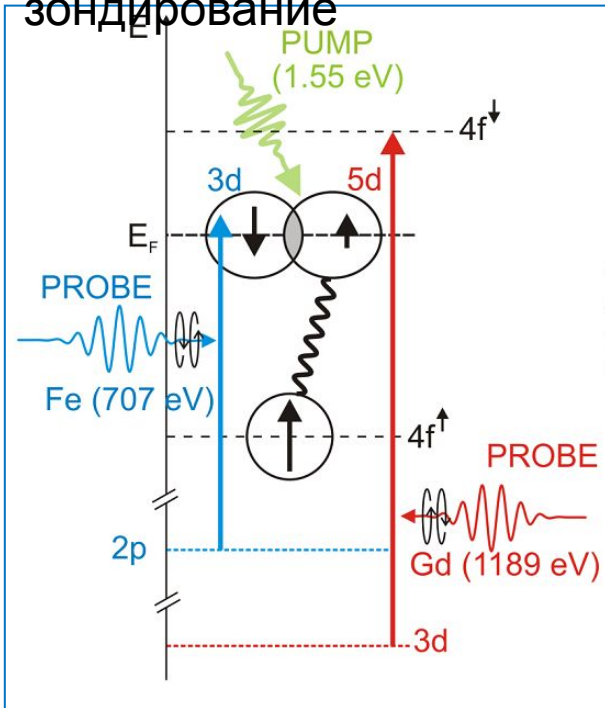 зондирование
E
PUMP
(1.55 eV)
4f↓
3d
5d
E_F
PROBE
Fe (707 eV)
4f↑
PROBE
2p
Gd (1189 eV)
3d